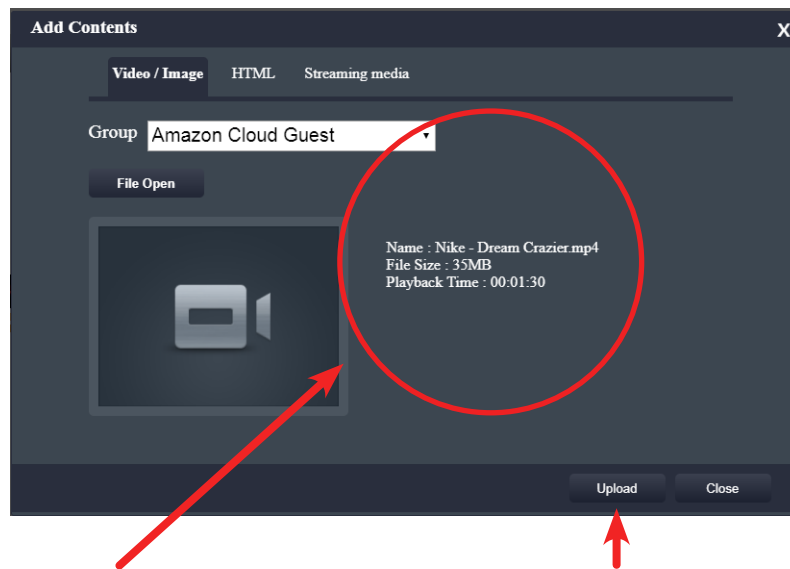 Add Contents X
Video / Image HTML Streaming media
Group Amazon Cloud Guest
File Open
Name : Nike - Dream Crazier.mp4
File Size : 35MB
Playback Time : 00:01:30
Upload Close